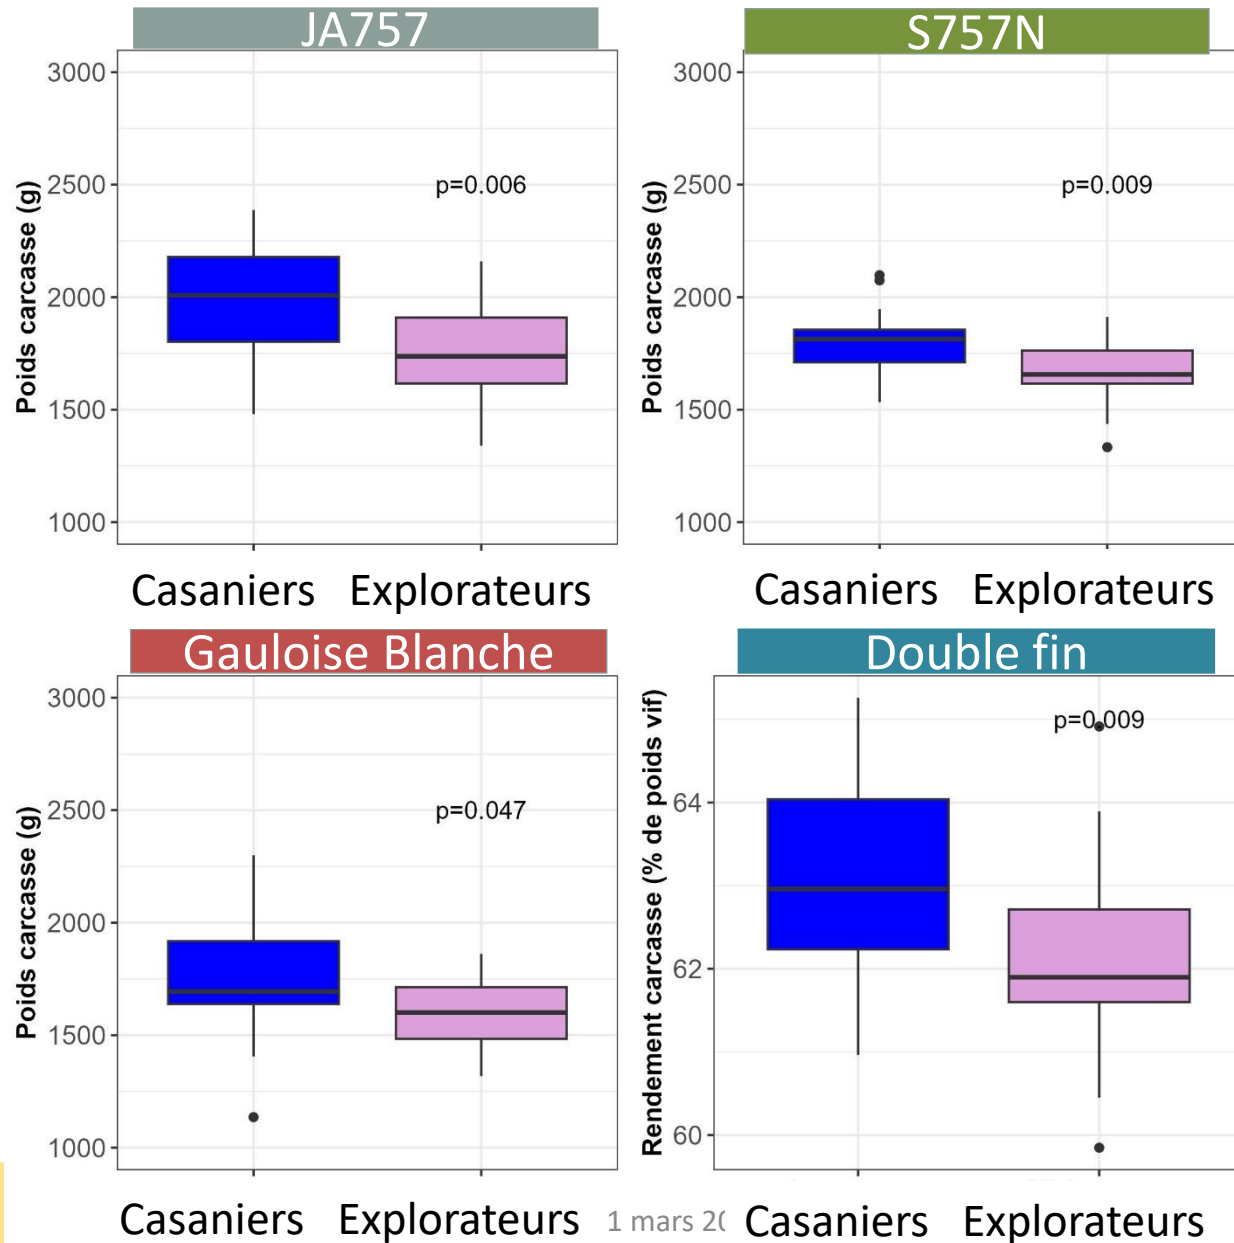 JA757
3000
2500
2000
1500
1000
Poids carcasse (g)
p=0.006
Casaniers Explorateurs
S757N
3000
2500
2000
1500
1000
Poids carcasse (g)
p=0.009
Casaniers Explorateurs
Gauloise Blanche
3000
2500
2000
1500
1000
Poids carcasse (g)
p=0.047
Casaniers Explorateurs
Double fin
64
62
60
Rendement carcasse (% de poids vif)
p=0.009
Casaniers Explorateurs
1 mars 20